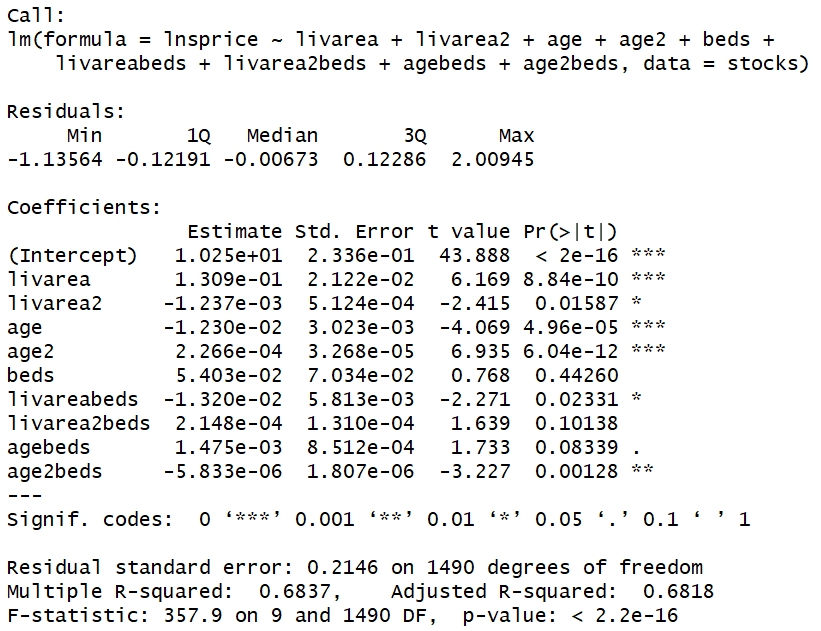 Call:
lm(formula = lnsprice ~ livarea + livarea2 + age + age2 + beds +
    livareabeds + livarea2beds + agebeds + age2beds, data = stocks)

Residuals:
     Min       1Q   Median       3Q      Max
-1.13564 -0.12191 -0.00673  0.12286  2.00945

Coefficients:
               Estimate Std. Error t value Pr(>|t|)
(Intercept)   1.025e+01  2.336e-01  43.888  < 2e-16 ***
livarea       1.309e-01  2.122e-02   6.169 8.84e-10 ***
livarea2     -1.237e-03  5.124e-04  -2.415  0.01587 *
age          -1.230e-02  3.023e-03  -4.069 4.96e-05 ***
age2          2.266e-04  3.268e-05   6.935 6.04e-12 ***
beds          5.403e-02  7.034e-02   0.768  0.44260
livareabeds  -1.320e-02  5.813e-03  -2.271  0.02331 *
livarea2beds  2.148e-04  1.310e-04   1.639  0.10138
agebeds       1.475e-03  8.512e-04   1.733  0.08339 .
age2beds     -5.833e-06  1.807e-06  -3.227  0.00128 **
---
Signif. codes:  0 ‘***’ 0.001 ‘**’ 0.01 ‘*’ 0.05 ‘.’ 0.1 ‘ ’ 1

Residual standard error: 0.2146 on 1490 degrees of freedom
Multiple R-squared:  0.6837,    Adjusted R-squared:  0.6818
F-statistic: 357.9 on 9 and 1490 DF,  p-value: < 2.2e-16